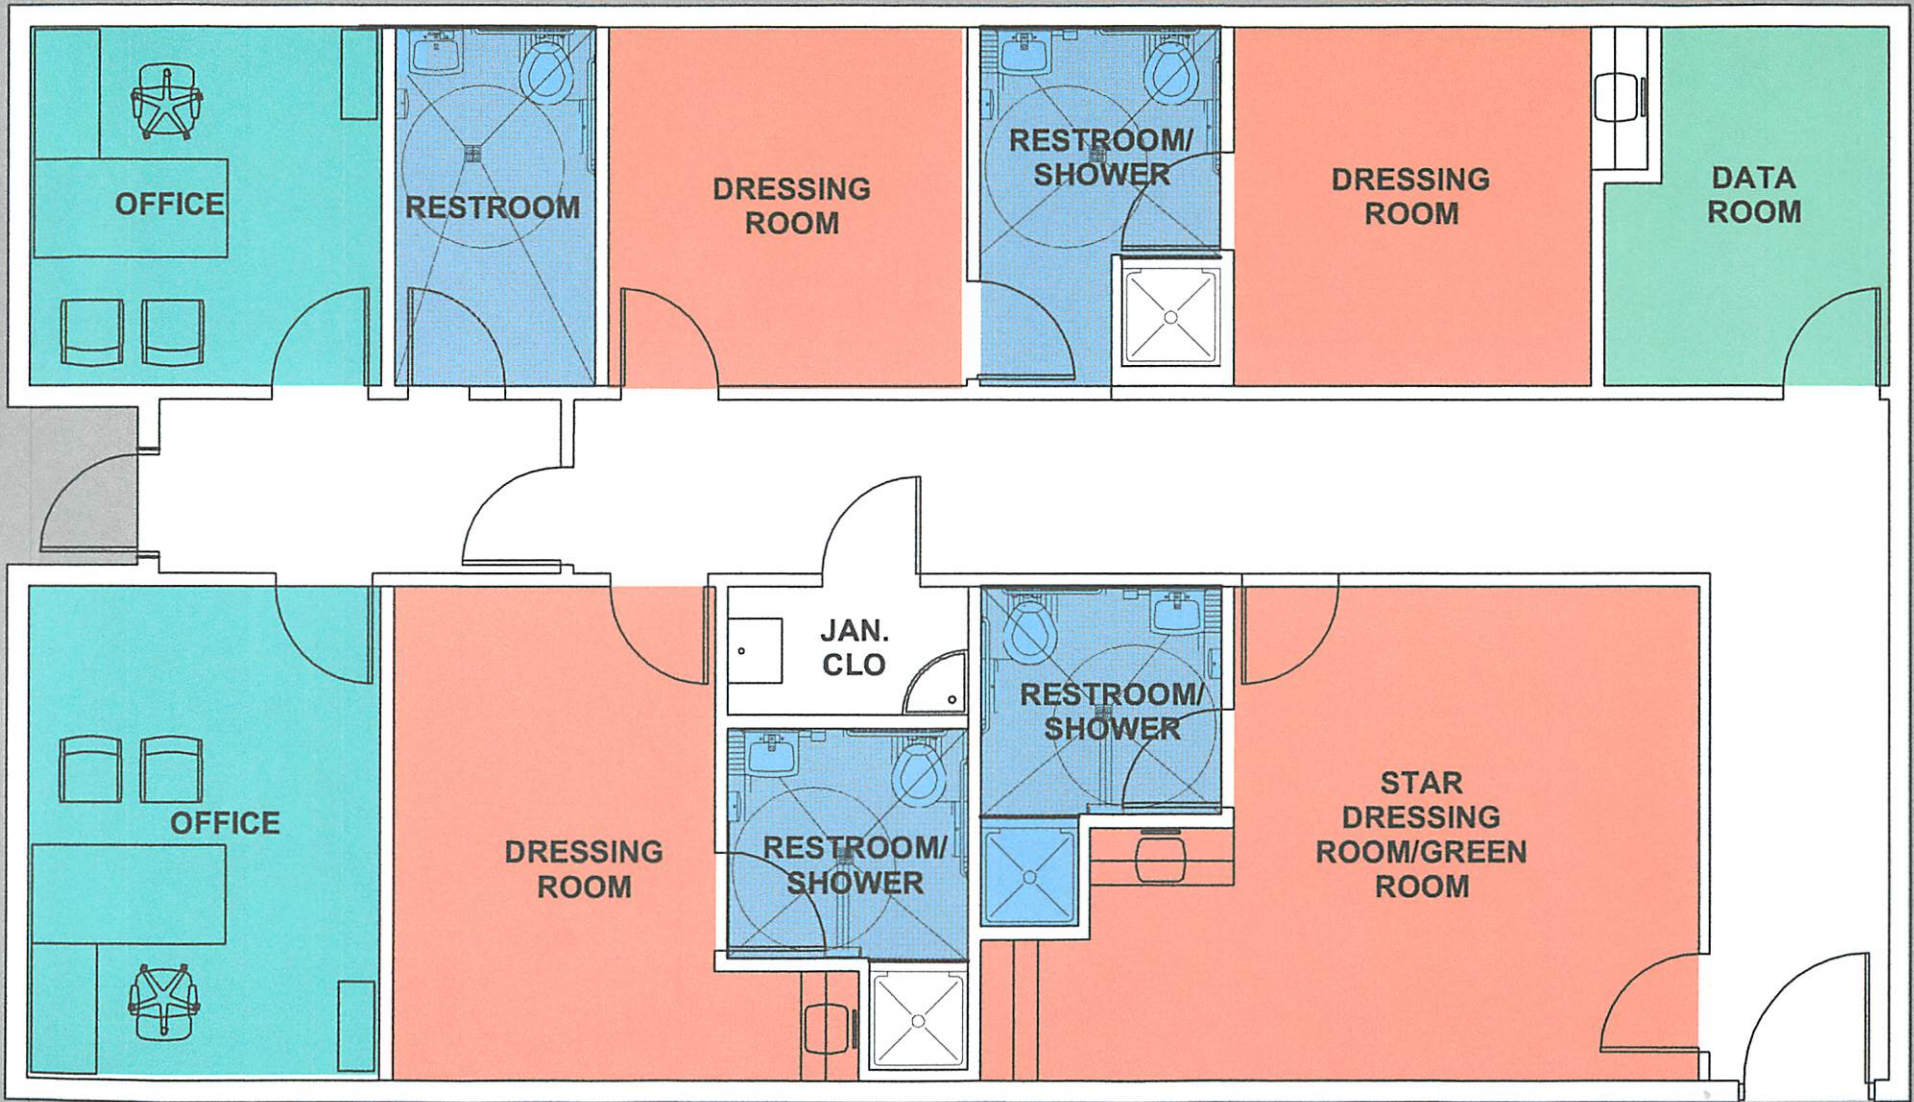 OFFICE
RESTROOM
DRESSING
ROOM
RESTROOM/
SHOWER
DRESSING
ROOM
DATA
ROOM
OFFICE
DRESSING
ROOM
JAN.
CLO
RESTROOM/
SHOWER
RESTROOM/
SHOWER
STAR
DRESSING
ROOM/GREEN
ROOM